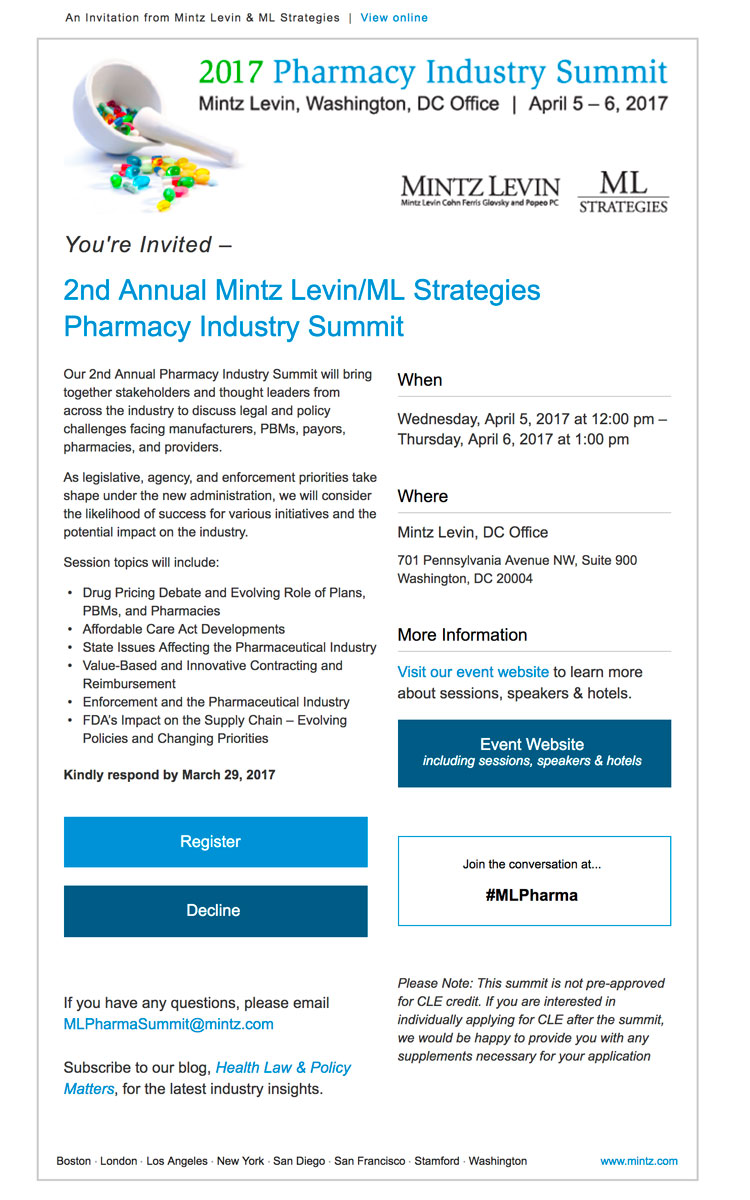 An Invitation from Mintz Levin & ML Strategies | View online
2017 Pharmacy Industry Summit
Mintz Levin, Washington, DC Office | April 5 – 6, 2017
MINTZ LEVIN
Mintz Levin Cohn Ferris Glovsky and Popeo PC
ML
STRATEGIES
You're Invited –
2nd Annual Mintz Levin/ML Strategies
Pharmacy Industry Summit
Our 2nd Annual Pharmacy Industry Summit will bring
together stakeholders and thought leaders from
across the industry to discuss legal and policy
challenges facing manufacturers, PBMs, payors,
pharmacies, and providers.
As legislative, agency, and enforcement priorities take
shape under the new administration, we will consider
the likelihood of success for various initiatives and the
potential impact on the industry.
Session topics will include:
• Drug Pricing Debate and Evolving Role of Plans,
PBMs, and Pharmacies
• Affordable Care Act Developments
• State Issues Affecting the Pharmaceutical Industry
• Value-Based and Innovative Contracting and
Reimbursement
• Enforcement and the Pharmaceutical Industry
• FDA's Impact on the Supply Chain – Evolving
Policies and Changing Priorities
Kindly respond by March 29, 2017
Register
Decline
If you have any questions, please email
MLPharmaSummit@mintz.com
Subscribe to our blog, Health Law & Policy
Matters, for the latest industry insights.
When
Wednesday, April 5, 2017 at 12:00 pm –
Thursday, April 6, 2017 at 1:00 pm
Where
Mintz Levin, DC Office
701 Pennsylvania Avenue NW, Suite 900
Washington, DC 20004
More Information
Visit our event website to learn more
about sessions, speakers & hotels.
Event Website
including sessions, speakers & hotels
Join the conversation at...
#MLPharma
Please Note: This summit is not pre-approved
for CLE credit. If you are interested in
individually applying for CLE after the summit,
we would be happy to provide you with any
supplements necessary for your application
Boston · London · Los Angeles · New York · San Diego · San Francisco · Stamford · Washington
www.mintz.com